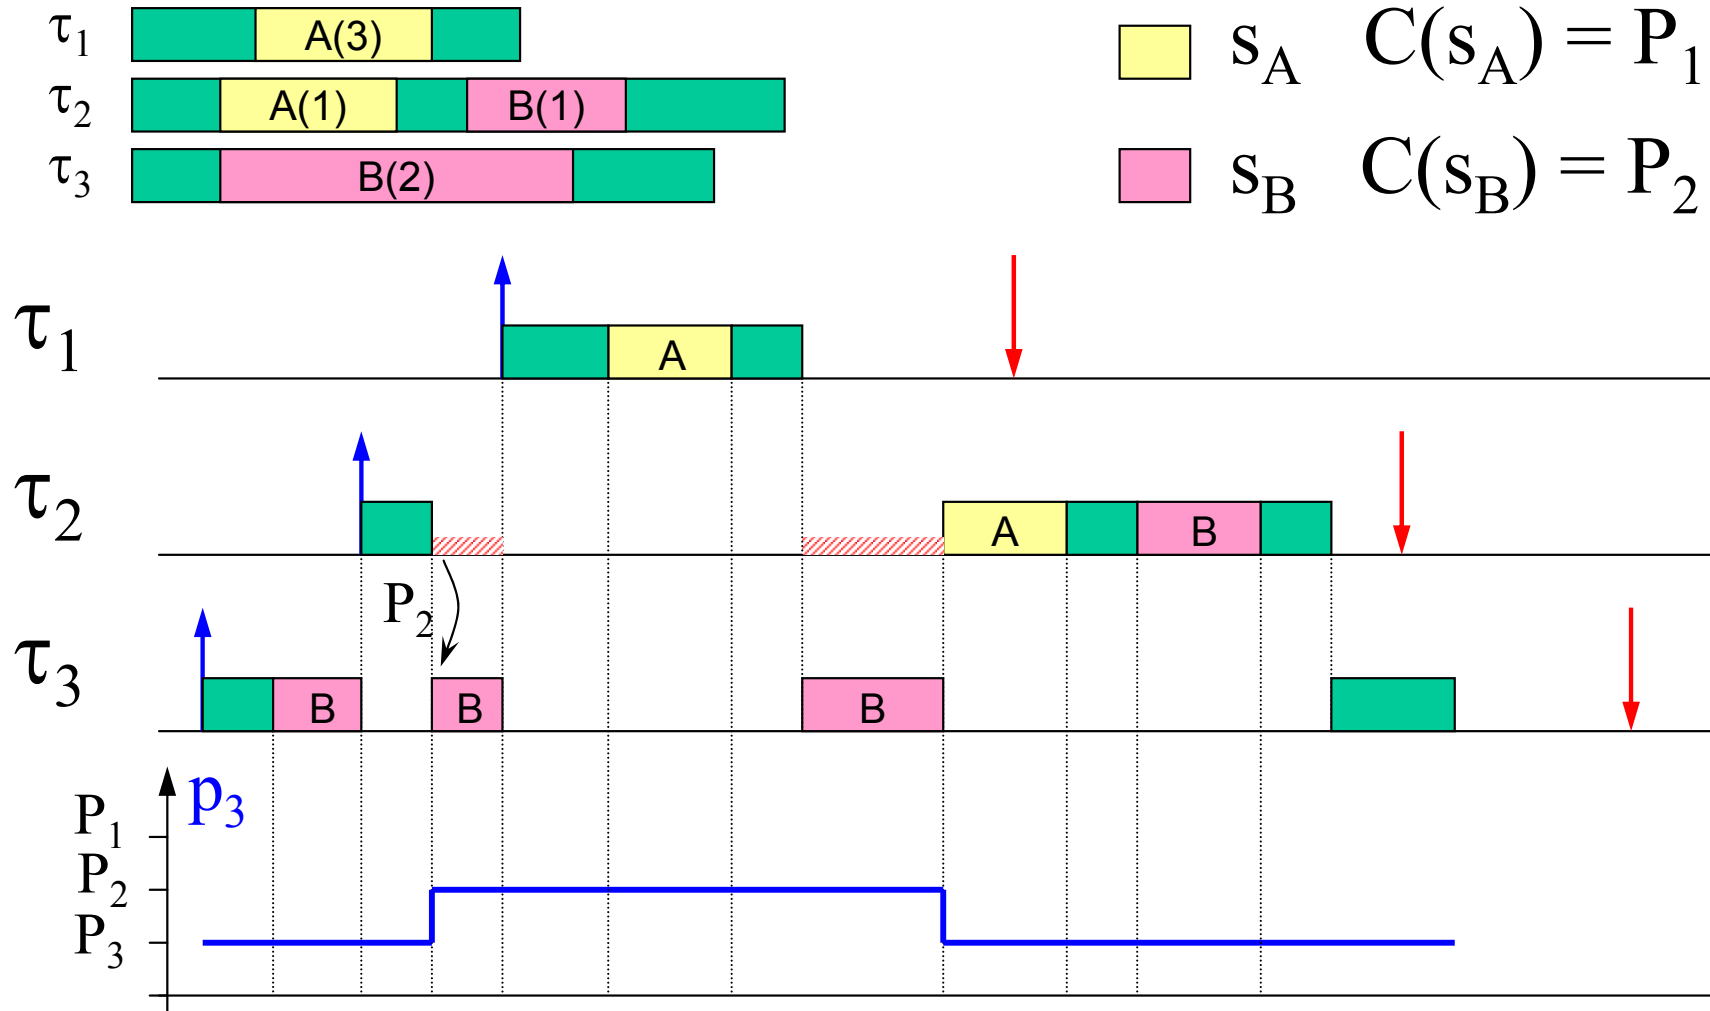 τ1 A(3)
sA C(sA) = P1
τ2 A(1) B(1)
τ3 B(2)
sB C(sB) = P2
τ1 A
τ2 A B
P2
τ3 B B B
p3
P1
P2
P3